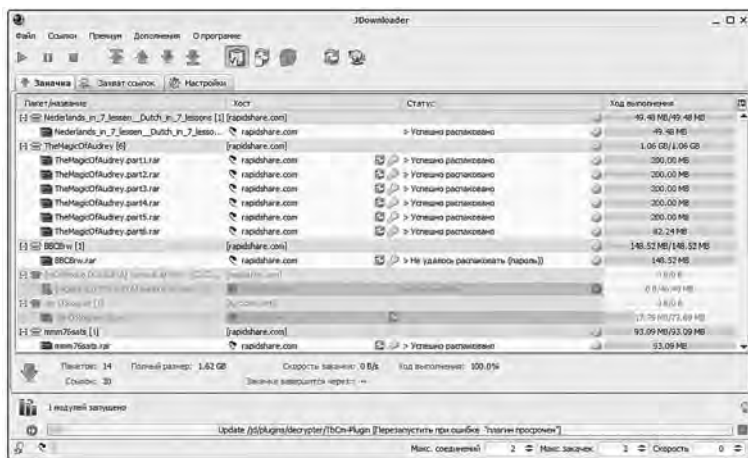 JDownloader
Файл Ссылки Премиум Дополнения О программе
Закачка Захват ссылок Настройки
Пакет/название Хост Статус Ход выполнения
Nederlands_in_7_lessen__Dutch_in_7_lessons [1] [rapidshare.com] 49.48 MB/49.48 MB
Nederlands_in_7_lessen__Dutch_in_7_lesso... rapidshare.com > Успешно распаковано 49.48 MB
TheMagicOfAudrey [6] [rapidshare.com] 1.06 GB/1.06 GB
TheMagicOfAudrey.part1.rar rapidshare.com > Успешно распаковано 200.00 MB
TheMagicOfAudrey.part2.rar rapidshare.com > Успешно распаковано 200.00 MB
TheMagicOfAudrey.part3.rar rapidshare.com > Успешно распаковано 200.00 MB
TheMagicOfAudrey.part4.rar rapidshare.com > Успешно распаковано 200.00 MB
TheMagicOfAudrey.part5.rar rapidshare.com > Успешно распаковано 200.00 MB
TheMagicOfAudrey.part6.rar rapidshare.com > Успешно распаковано 82.24 MB
BBCBrw [1] [rapidshare.com] 148.52 MB/148.52 MB
BBCBrw.rar rapidshare.com > Не удалось распаковать (пароль)) 148.52 MB
0 B/0 B
0 B/0 B
mmm76sats [1] [rapidshare.com] 93.09 MB/93.09 MB
mmm76sats.rar rapidshare.com > Успешно распаковано 93.09 MB
Пакетов: 14 Полный размер: 1.62 GB Скорость закачки: 0 B/s Ход выполнения: 100.0%
Ссылок: 30 Закачка завершится через: --
1 модулей запущено
Update /jd/plugins/decrypter/TbCm-Plugin [Перезапустить при ошибке "плагин просрочен"]
Макс. соединений 2 Макс. закачек Скорость 0